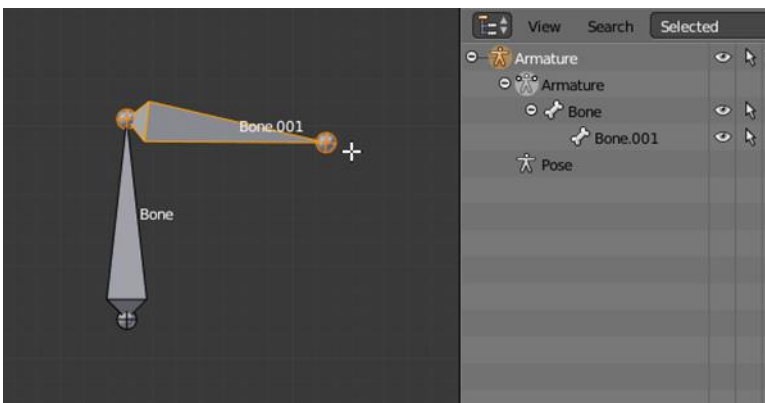 View Search Selected
Armature
Armature
Bone
Bone.001
Pose
Bone.001
Bone